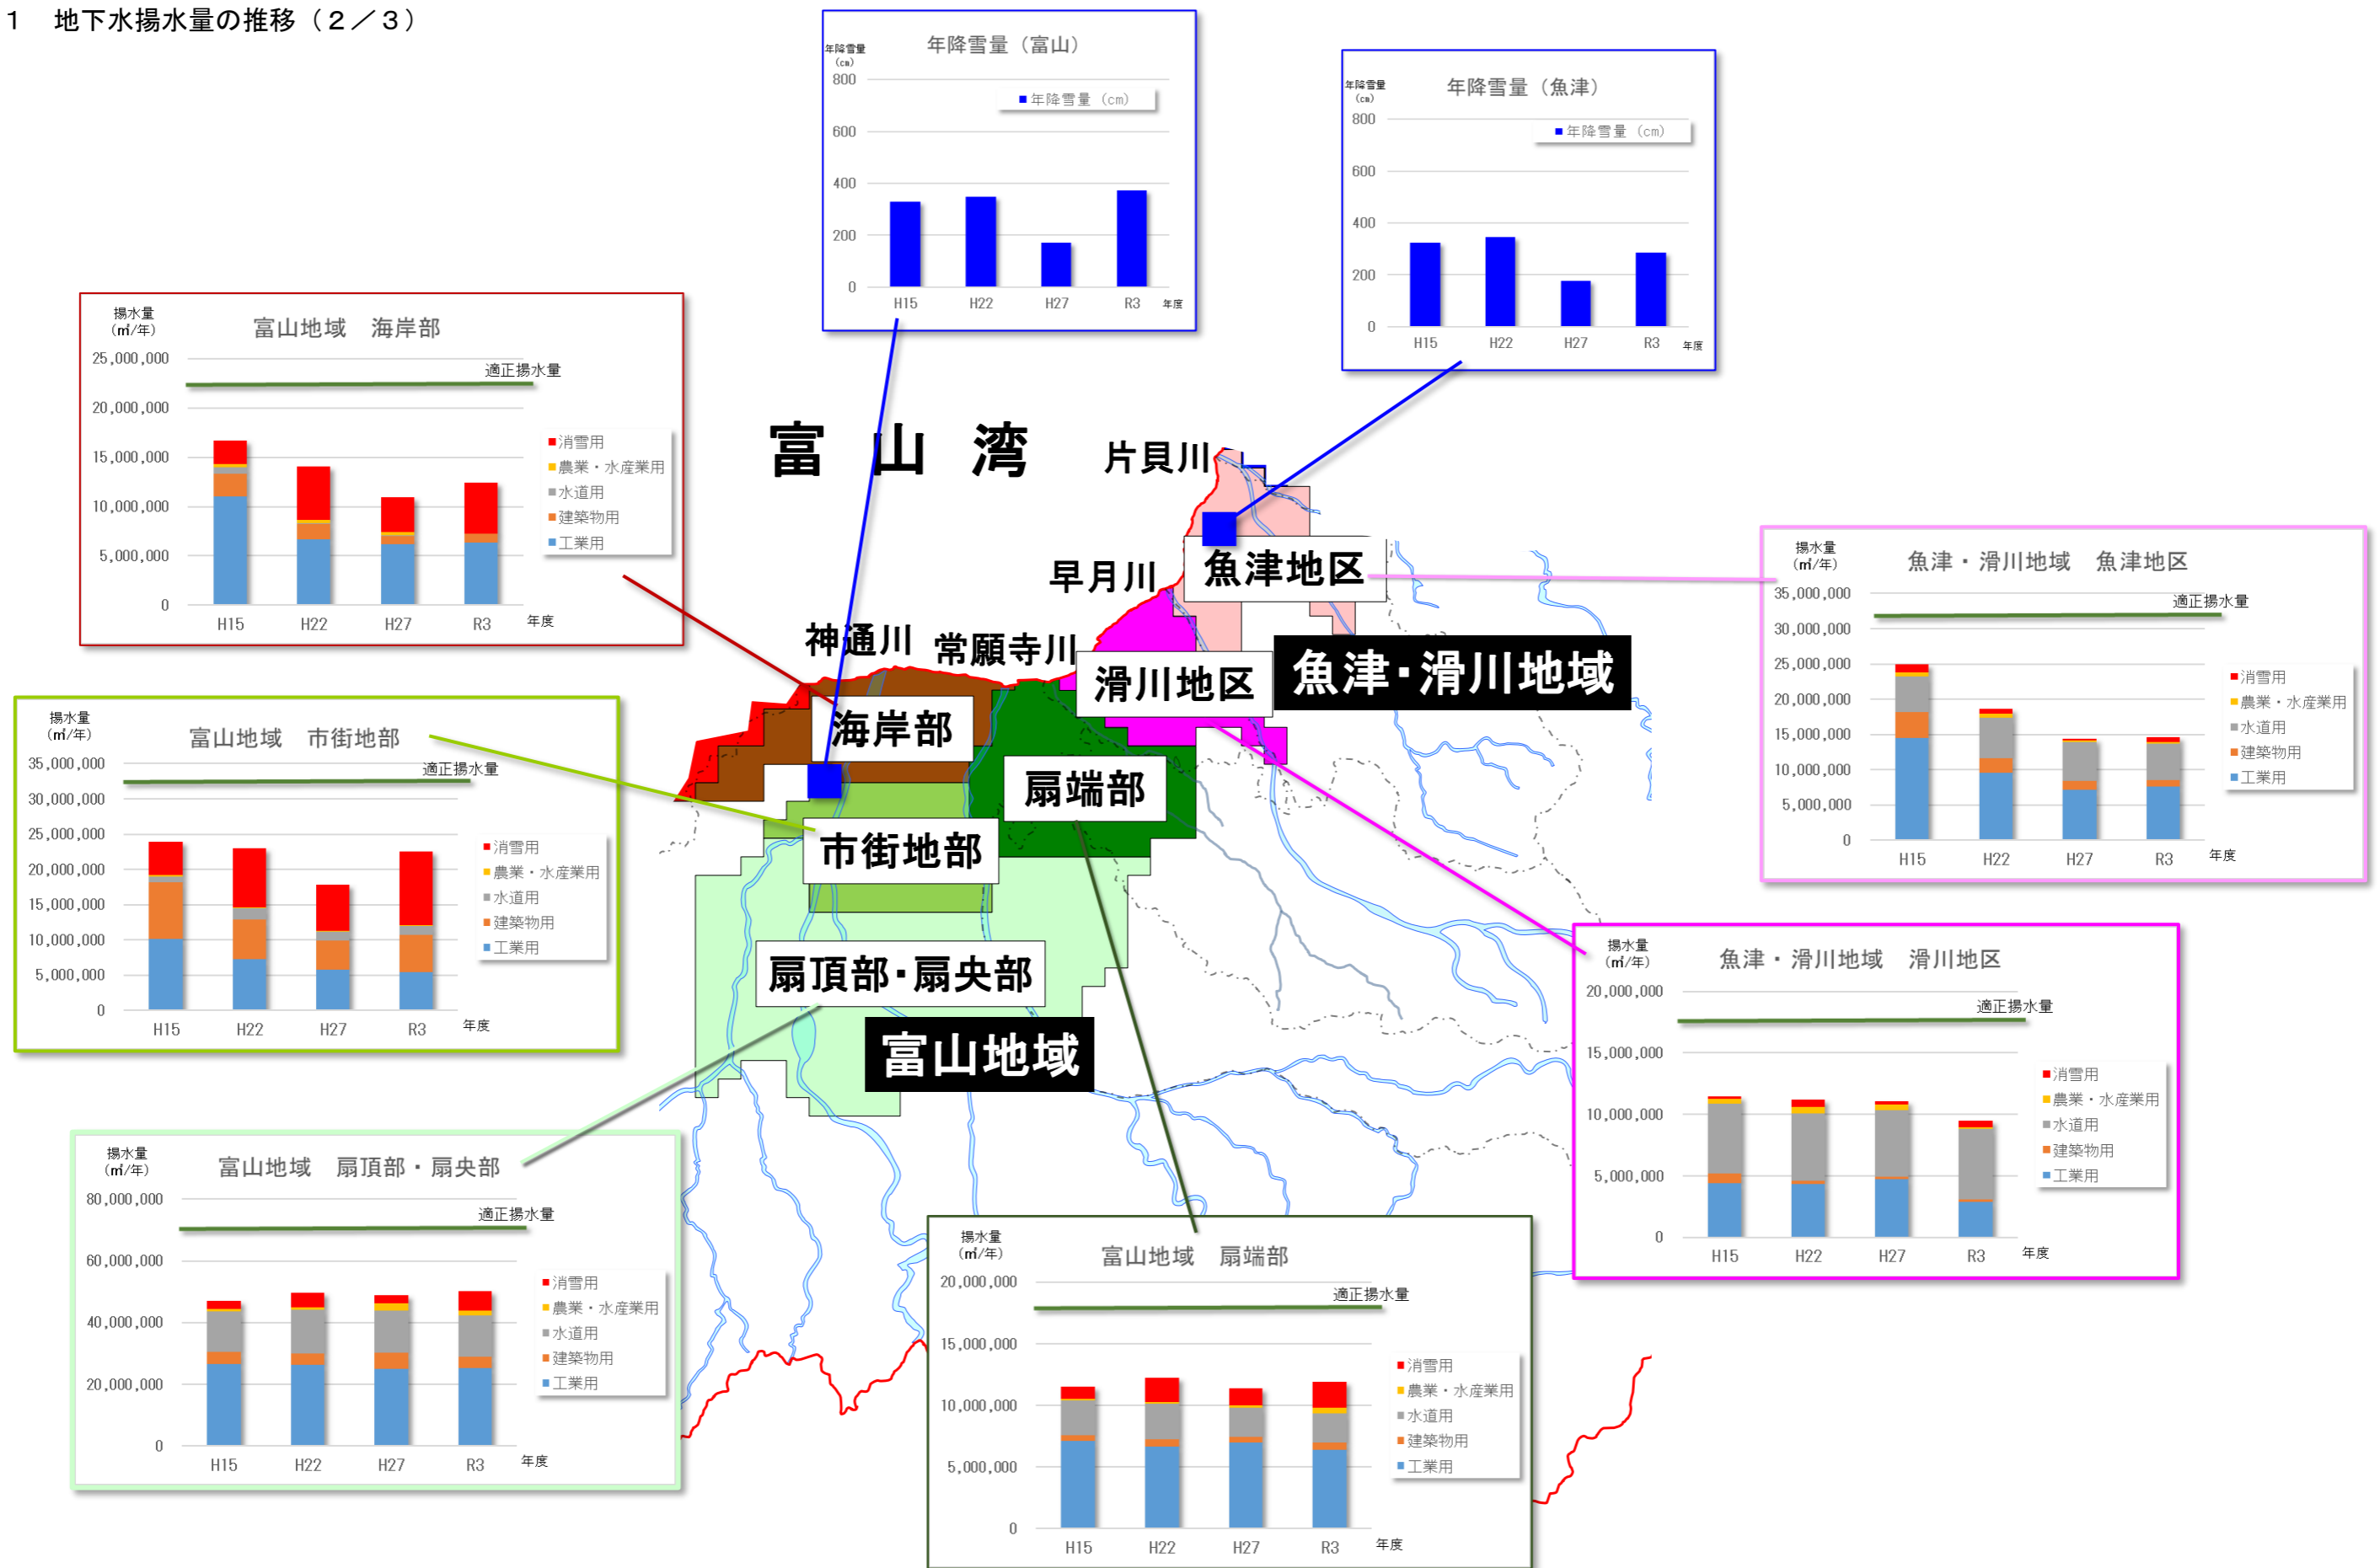 １　地下水揚水量の推移（２／３）
年降雪量（富山）
年降雪量
（cm）
年降雪量（cm）
800
600
400
200
0
H15 H22 H27 R3 年度
年降雪量（魚津）
年降雪量
（cm）
年降雪量（cm）
800
600
400
200
0
H15 H22 H27 R3 年度
富山地域　海岸部
揚水量
（㎥/年）
適正揚水量
25,000,000
20,000,000
15,000,000
10,000,000
5,000,000
0
H15 H22 H27 R3 年度
消雪用
農業・水産業用
水道用
建築物用
工業用
富山湾
片貝川
早月川
神通川
常願寺川
魚津地区
滑川地区
魚津・滑川地域
海岸部
扇端部
市街地部
扇頂部・扇央部
富山地域
魚津・滑川地域　魚津地区
揚水量
（㎥/年）
適正揚水量
35,000,000
30,000,000
25,000,000
20,000,000
15,000,000
10,000,000
5,000,000
0
H15 H22 H27 R3 年度
消雪用
農業・水産業用
水道用
建築物用
工業用
富山地域　市街地部
揚水量
（㎥/年）
適正揚水量
35,000,000
30,000,000
25,000,000
20,000,000
15,000,000
10,000,000
5,000,000
0
H15 H22 H27 R3 年度
消雪用
農業・水産業用
水道用
建築物用
工業用
魚津・滑川地域　滑川地区
揚水量
（㎥/年）
適正揚水量
20,000,000
15,000,000
10,000,000
5,000,000
0
H15 H22 H27 R3 年度
消雪用
農業・水産業用
水道用
建築物用
工業用
富山地域　扇頂部・扇央部
揚水量
（㎥/年）
適正揚水量
80,000,000
60,000,000
40,000,000
20,000,000
0
H15 H22 H27 R3 年度
消雪用
農業・水産業用
水道用
建築物用
工業用
富山地域　扇端部
揚水量
（㎥/年）
適正揚水量
20,000,000
15,000,000
10,000,000
5,000,000
0
H15 H22 H27 R3 年度
消雪用
農業・水産業用
水道用
建築物用
工業用